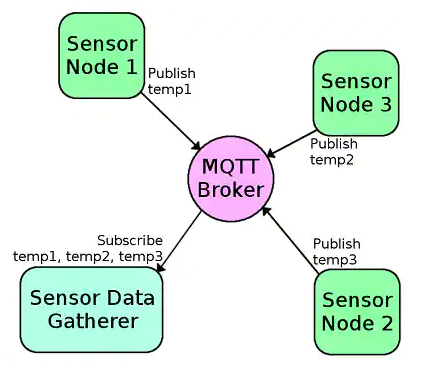 Sensor
Node 1
Publish
temp1
Sensor
Node 3
Publish
temp2
MQTT
Broker
Subscribe
temp1, temp2, temp3
Sensor Data
Gatherer
Publish
temp3
Sensor
Node 2